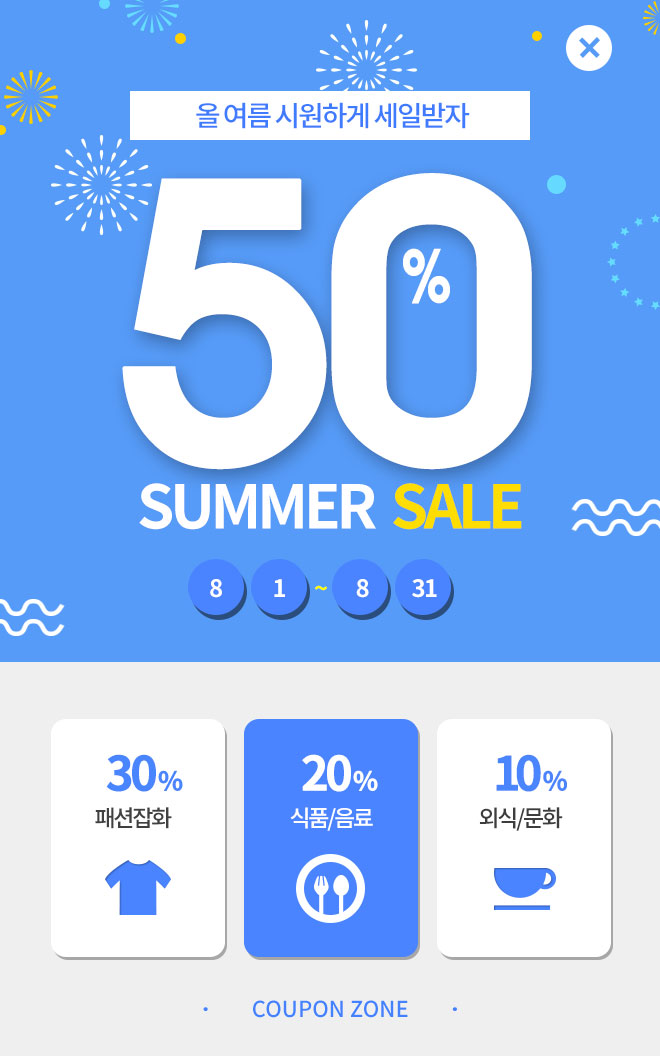 올 여름 시원하게 세일받자
50%
SUMMER SALE
8 1 ~ 8 31
30%
패션잡화
20%
식품/음료
10%
외식/문화
· COUPON ZONE ·